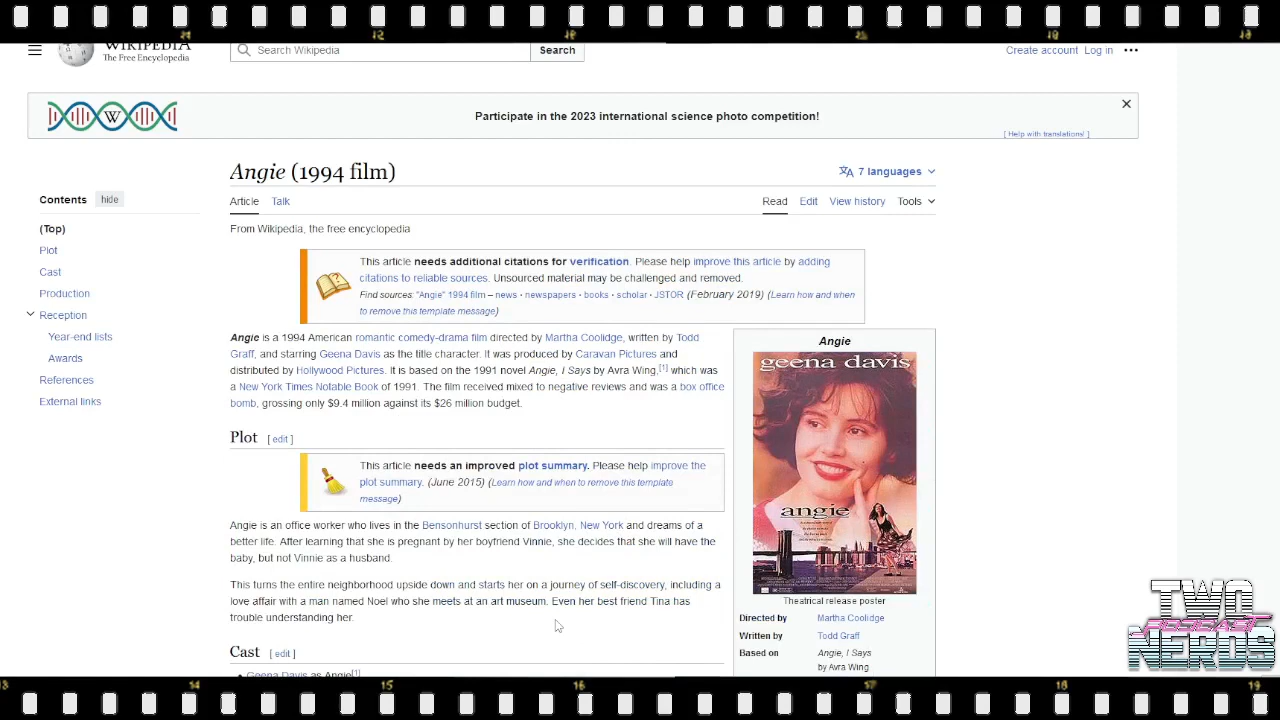 WIKIPEDIA
The Free Encyclopedia
Search Wikipedia
Search
Create account Log in
W
Participate in the 2023 international science photo competition!
[ Help with translations! ]
Angie (1994 film)
7 languages
Contents hide
Article Talk
Read Edit View history Tools
(Top)
From Wikipedia, the free encyclopedia
Plot
Cast
Production
Reception
Year-end lists
Awards
References
External links
This article needs additional citations for verification. Please help improve this article by adding
citations to reliable sources. Unsourced material may be challenged and removed.
Find sources: "Angie" 1994 film – news · newspapers · books · scholar · JSTOR (February 2019) (Learn how and when
to remove this template message)
Angie is a 1994 American romantic comedy-drama film directed by Martha Coolidge, written by Todd
Graff, and starring Geena Davis as the title character. It was produced by Caravan Pictures and
distributed by Hollywood Pictures. It is based on the 1991 novel Angie, I Says by Avra Wing,[1] which was
a New York Times Notable Book of 1991. The film received mixed to negative reviews and was a box office
bomb, grossing only $9.4 million against its $26 million budget.
Plot [ edit ]
This article needs an improved plot summary. Please help improve the
plot summary. (June 2015) (Learn how and when to remove this template
message)
Angie is an office worker who lives in the Bensonhurst section of Brooklyn, New York and dreams of a
better life. After learning that she is pregnant by her boyfriend Vinnie, she decides that she will have the
baby, but not Vinnie as a husband.
This turns the entire neighborhood upside down and starts her on a journey of self-discovery, including a
love affair with a man named Noel who she meets at an art museum. Even her best friend Tina has
trouble understanding her.
Cast [ edit ]
Geena Davis as Angie[1]
Angie
geena davis
angie
Theatrical release poster
Directed by Martha Coolidge
Written by Todd Graff
Based on Angie, I Says
by Avra Wing
TWO
NERDS
13 14 15 16 17 18 19